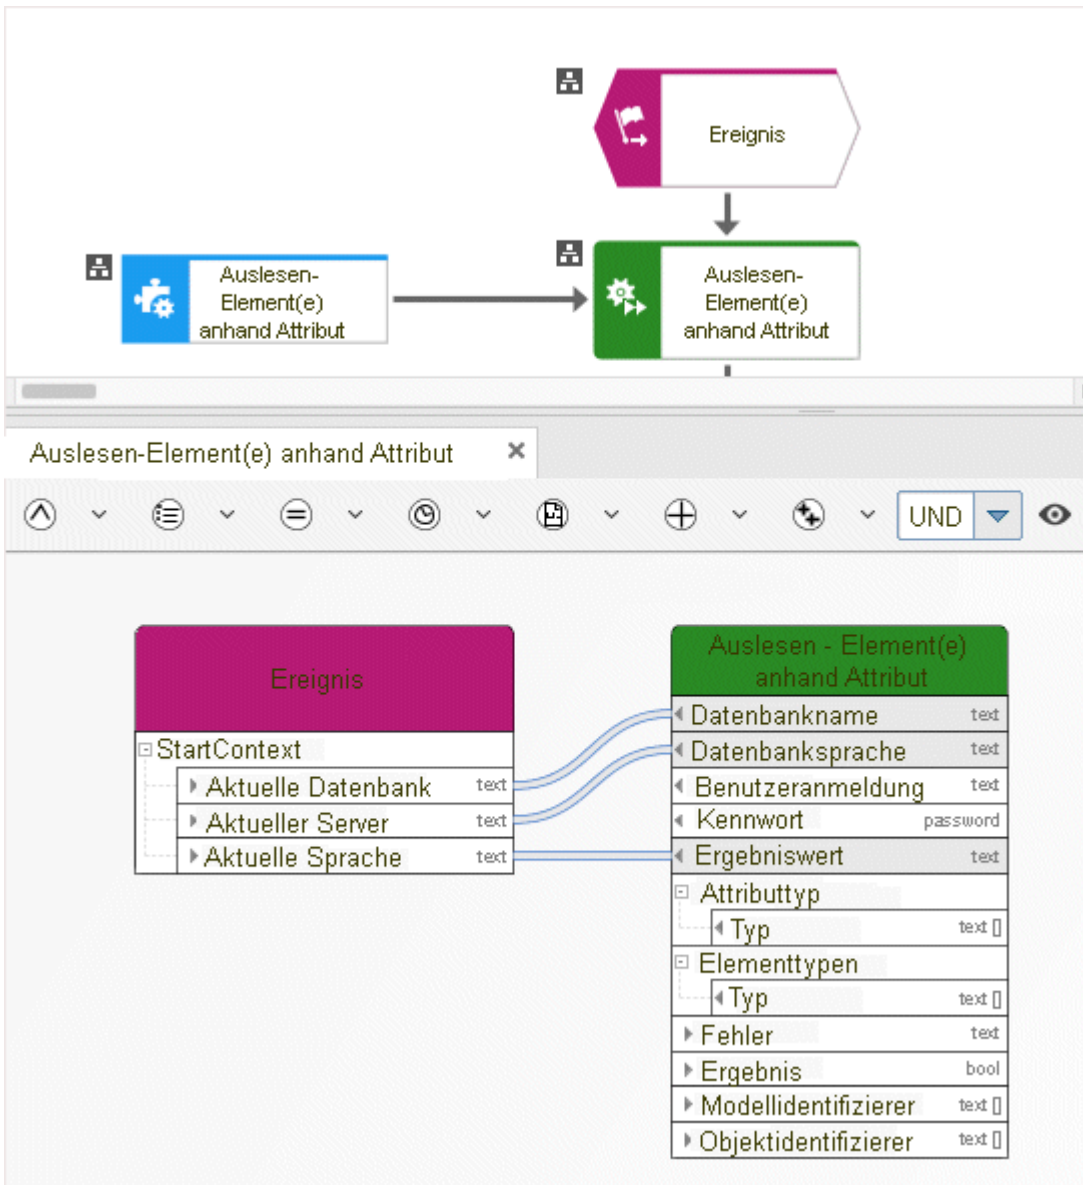 Ereignis
Auslesen-
Element(e)
anhand Attribut
Auslesen-
Element(e)
anhand Attribut
Auslesen-Element(e) anhand Attribut
UND
Ereignis
StartContext
Aktuelle Datenbank text
Aktueller Server text
Aktuelle Sprache text
Auslesen - Element(e)
anhand Attribut
Datenbankname text
Datenbanksprache text
Benutzeranmeldung text
Kennwort password
Ergebniswert text
Attributtyp
Typ text []
Elementtypen
Typ text []
Fehler text
Ergebnis bool
Modellidentifizierer text []
Objektidentifizierer text []